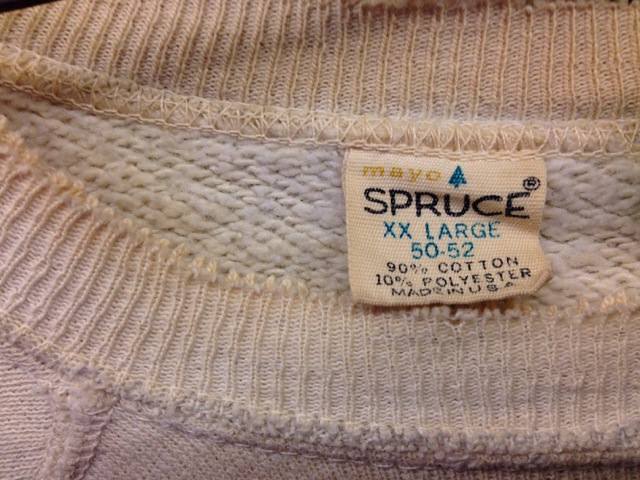 mayo
SPRUCE®
XX LARGE
50-52
90% COTTON
10% POLYESTER
MADE IN U.S.A